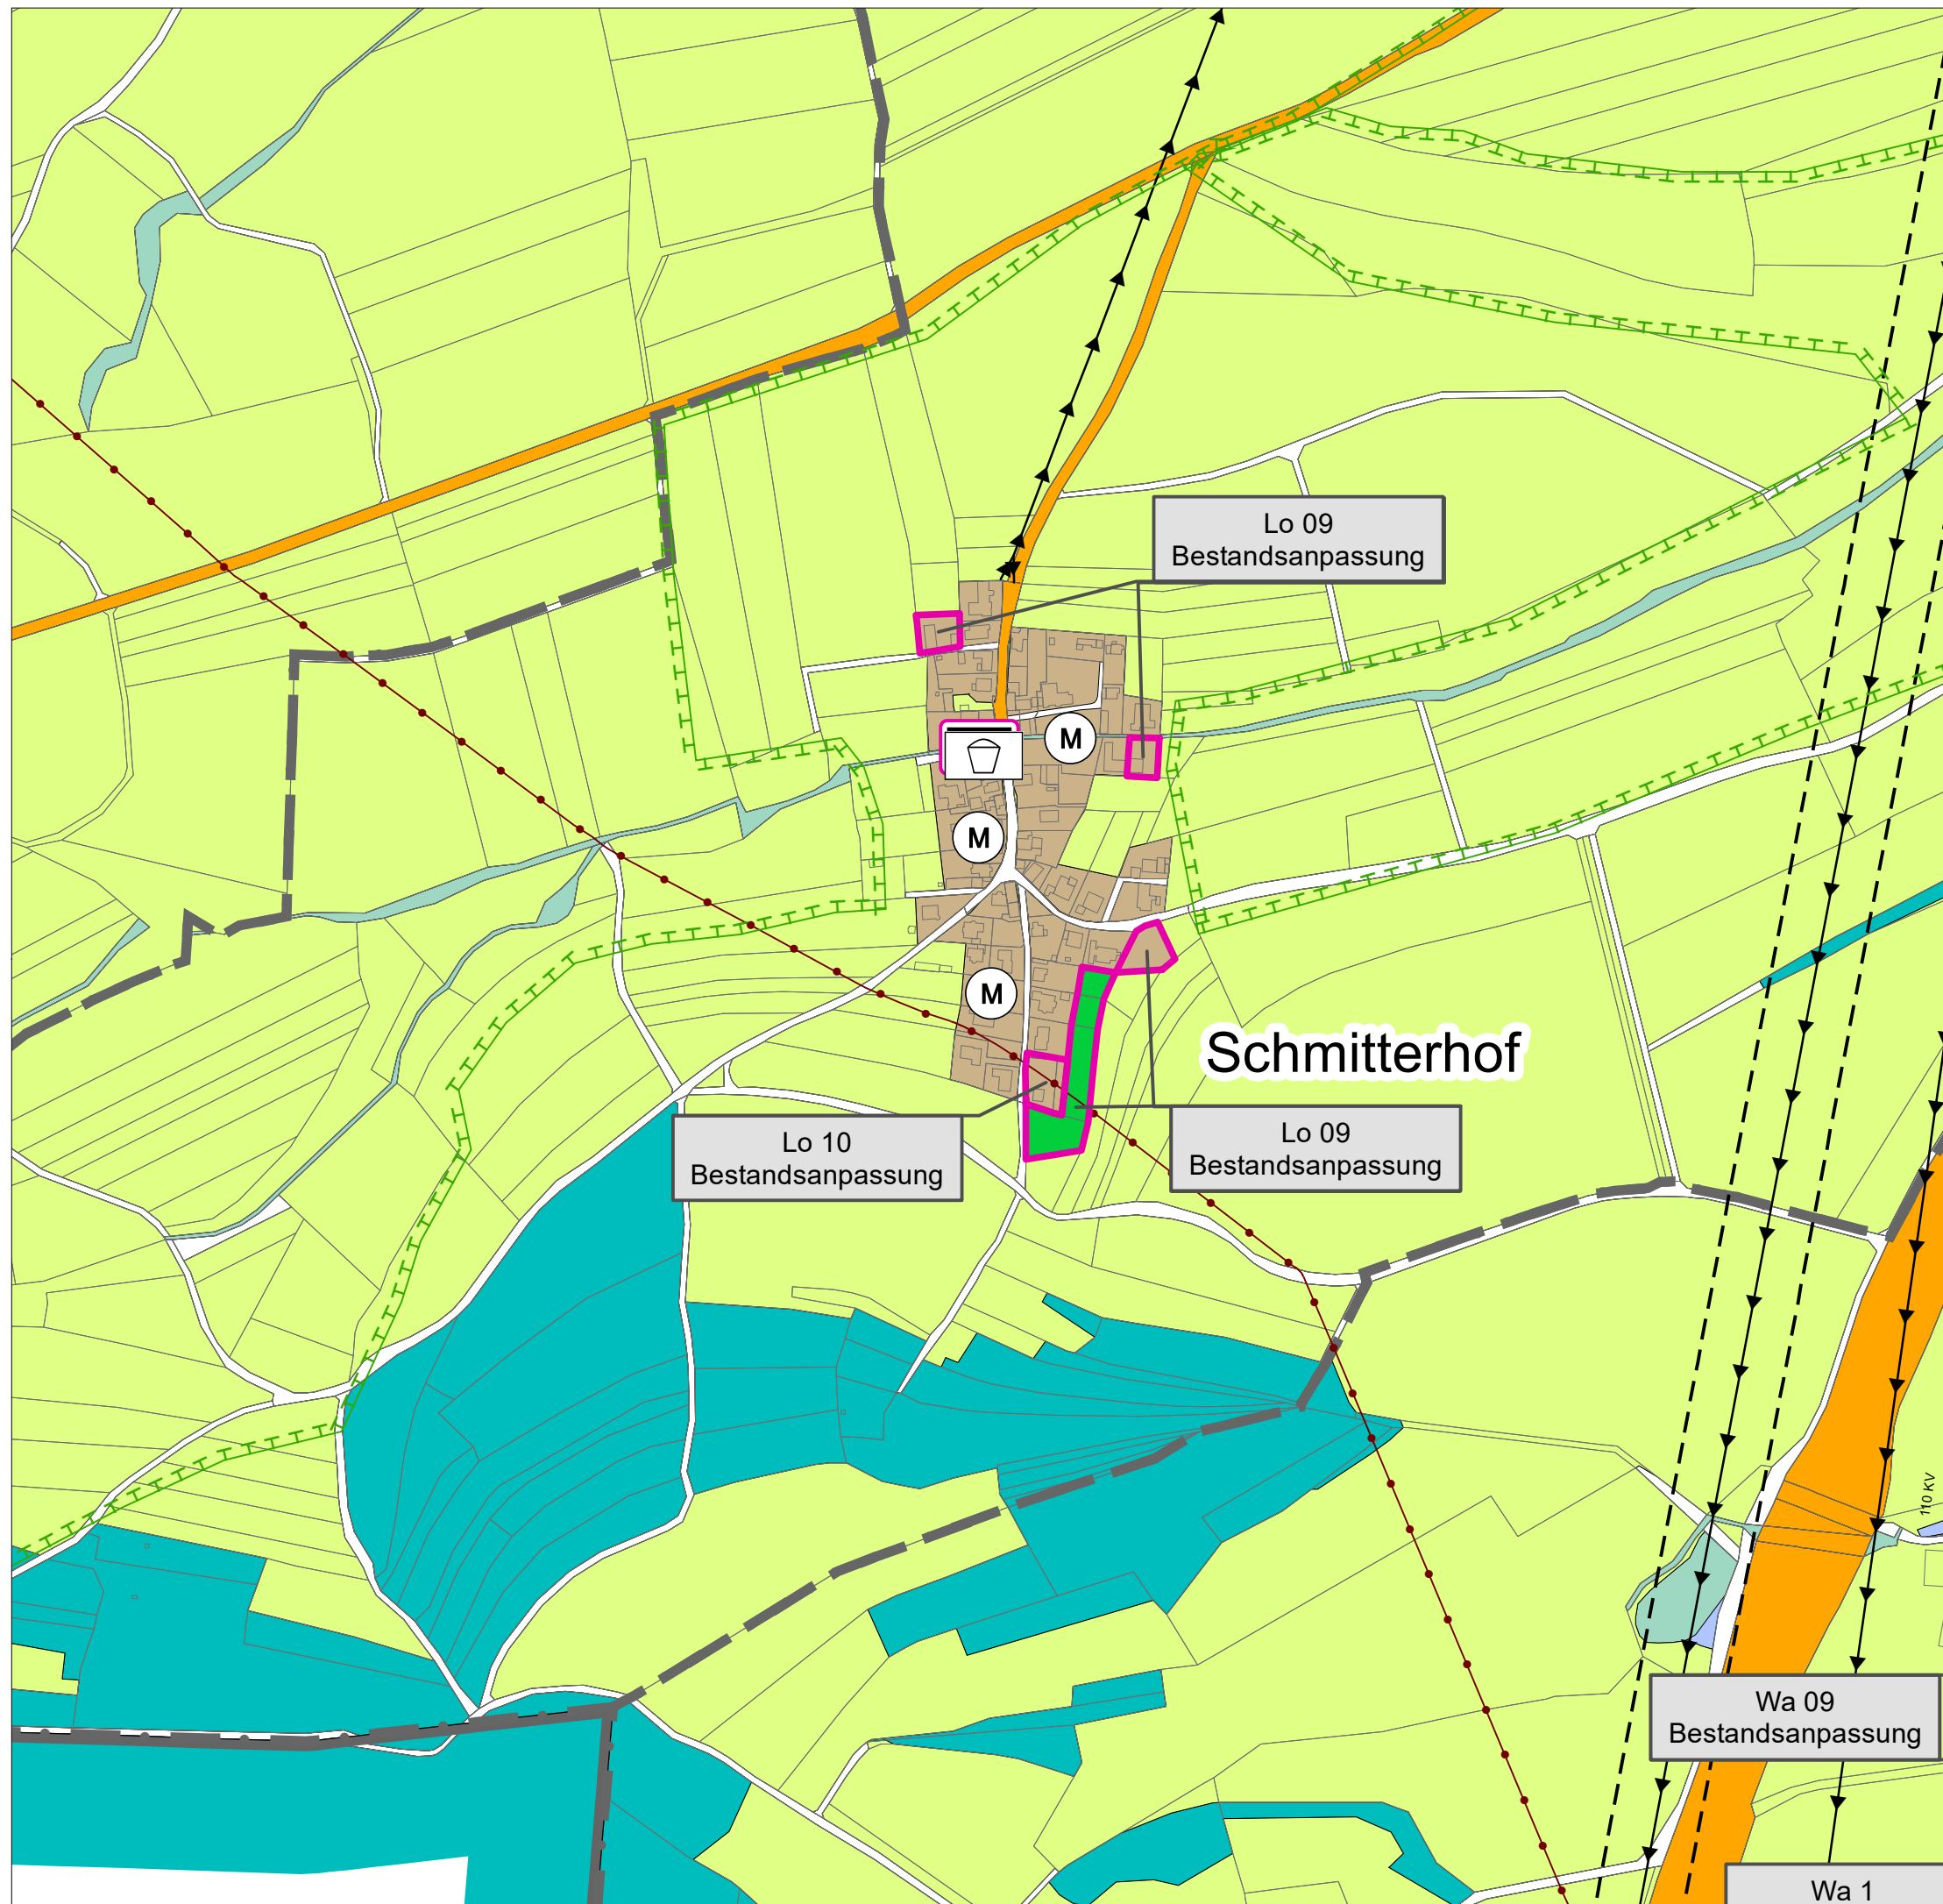 Lo 09
Bestandsanpassung
M
M
M
Schmitterhof
Lo 10
Bestandsanpassung
Lo 09
Bestandsanpassung
110 KV
Wa 09
Bestandsanpassung
Wa 1